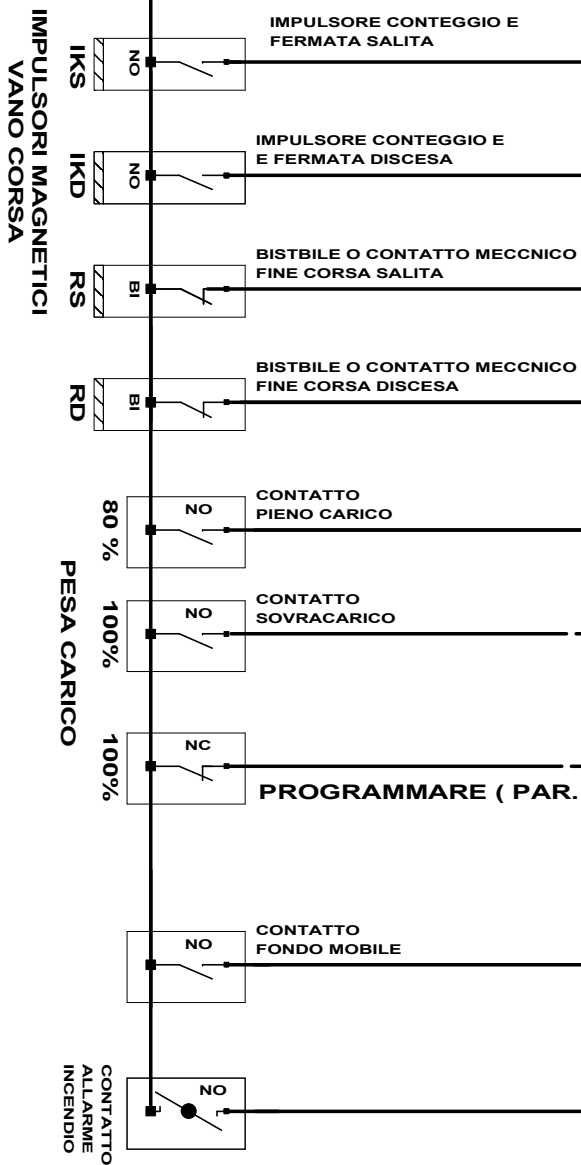 IMPULSORI MAGNETICI
VANO CORSA
IKS
NO
IMPULSORE CONTEGGIO E
FERMATA SALITA
IKD
NO
IMPULSORE CONTEGGIO E
E FERMATA DISCESA
RS
BI
BISTBILE O CONTATTO MECCNICO
FINE CORSA SALITA
RD
BI
BISTBILE O CONTATTO MECCNICO
FINE CORSA DISCESA
PESA CARICO
80 %
NO
CONTATTO
PIENO CARICO
100%
NO
CONTATTO
SOVRACARICO
100%
NC
PROGRAMMARE ( PAR.
NO
CONTATTO
FONDO MOBILE
CONTATTO
ALLARME
INCENDIO
NO